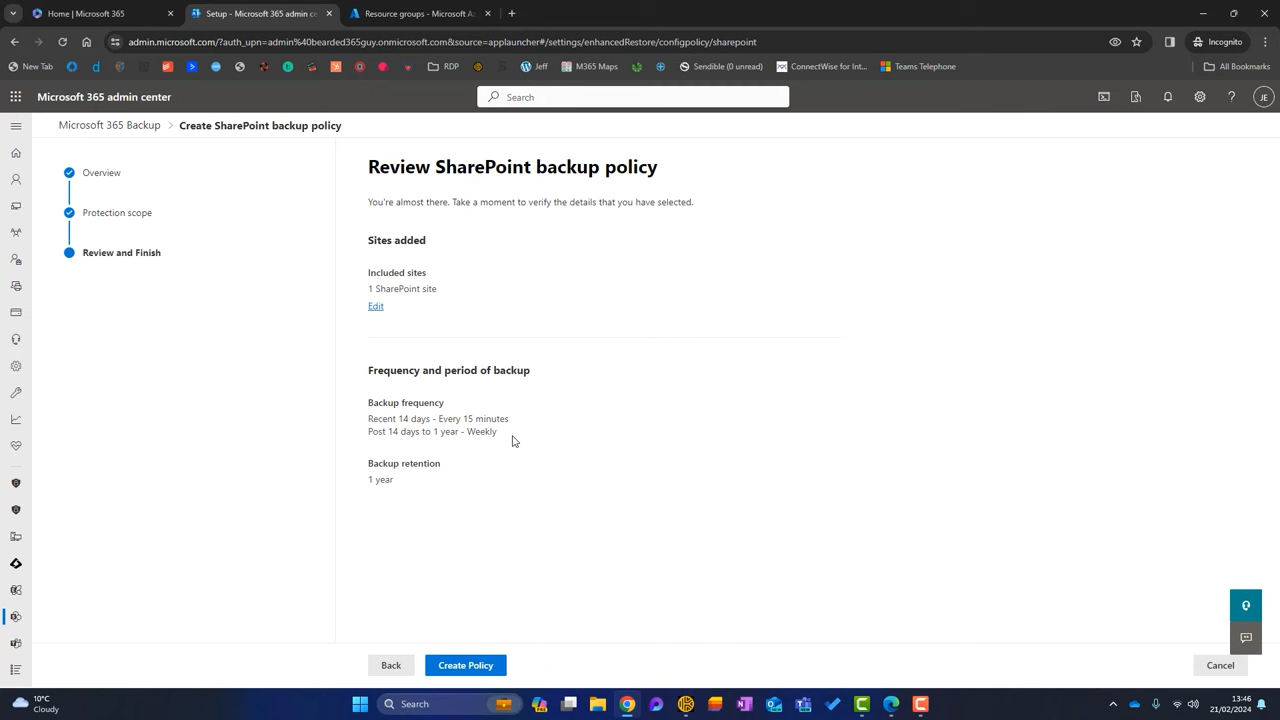 Home | Microsoft 365
Setup - Microsoft 365 admin ce
Resource groups - Microsoft Az
admin.microsoft.com/?auth_upn=admin%40bearded365guy.onmicrosoft.com&source=applauncher#/settings/enhancedRestore/configpolicy/sharepoint
Incognito
New Tab
RDP
Jeff
M365 Maps
Sendible (0 unread)
ConnectWise for Int...
Teams Telephone
All Bookmarks
Microsoft 365 admin center
Search
JE
Microsoft 365 Backup > Create SharePoint backup policy
Overview
Protection scope
Review and Finish
Review SharePoint backup policy
You're almost there. Take a moment to verify the details that you have selected.
Sites added
Included sites
1 SharePoint site
Edit
Frequency and period of backup
Backup frequency
Recent 14 days - Every 15 minutes
Post 14 days to 1 year - Weekly
Backup retention
1 year
Back
Create Policy
Cancel
10°C
Cloudy
Search
13:46
21/02/2024